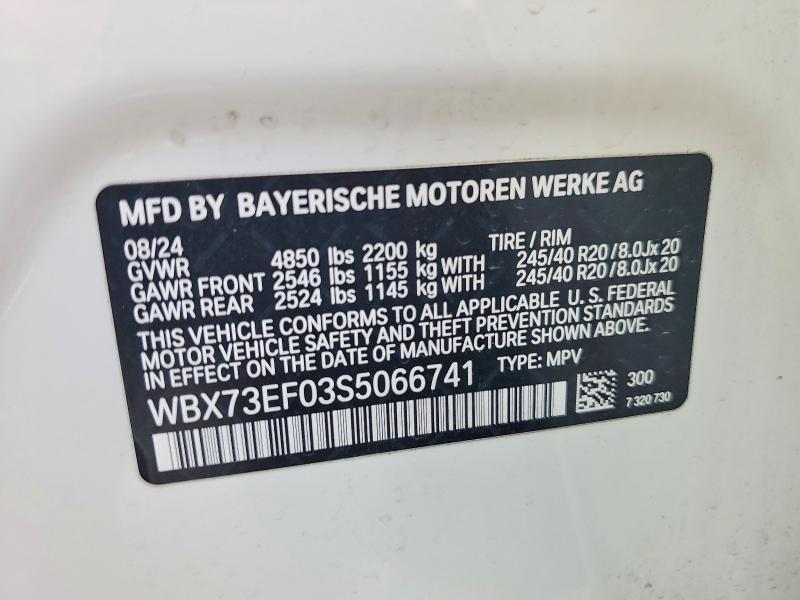 MFD BY BAYERISCHE MOTOREN WERKE AG
08/24 TIRE / RIM
GVWR 4850 lbs 2200 kg
GAWR FRONT 2546 lbs 1155 kg WITH 245/40 R20 / 8.0Jx 20
GAWR REAR 2524 lbs 1145 kg WITH 245/40 R20 / 8.0Jx 20
THIS VEHICLE CONFORMS TO ALL APPLICABLE U. S. FEDERAL
MOTOR VEHICLE SAFETY AND THEFT PREVENTION STANDARDS
IN EFFECT ON THE DATE OF MANUFACTURE SHOWN ABOVE.
WBX73EF03S5066741 TYPE: MPV
300
7 320 730